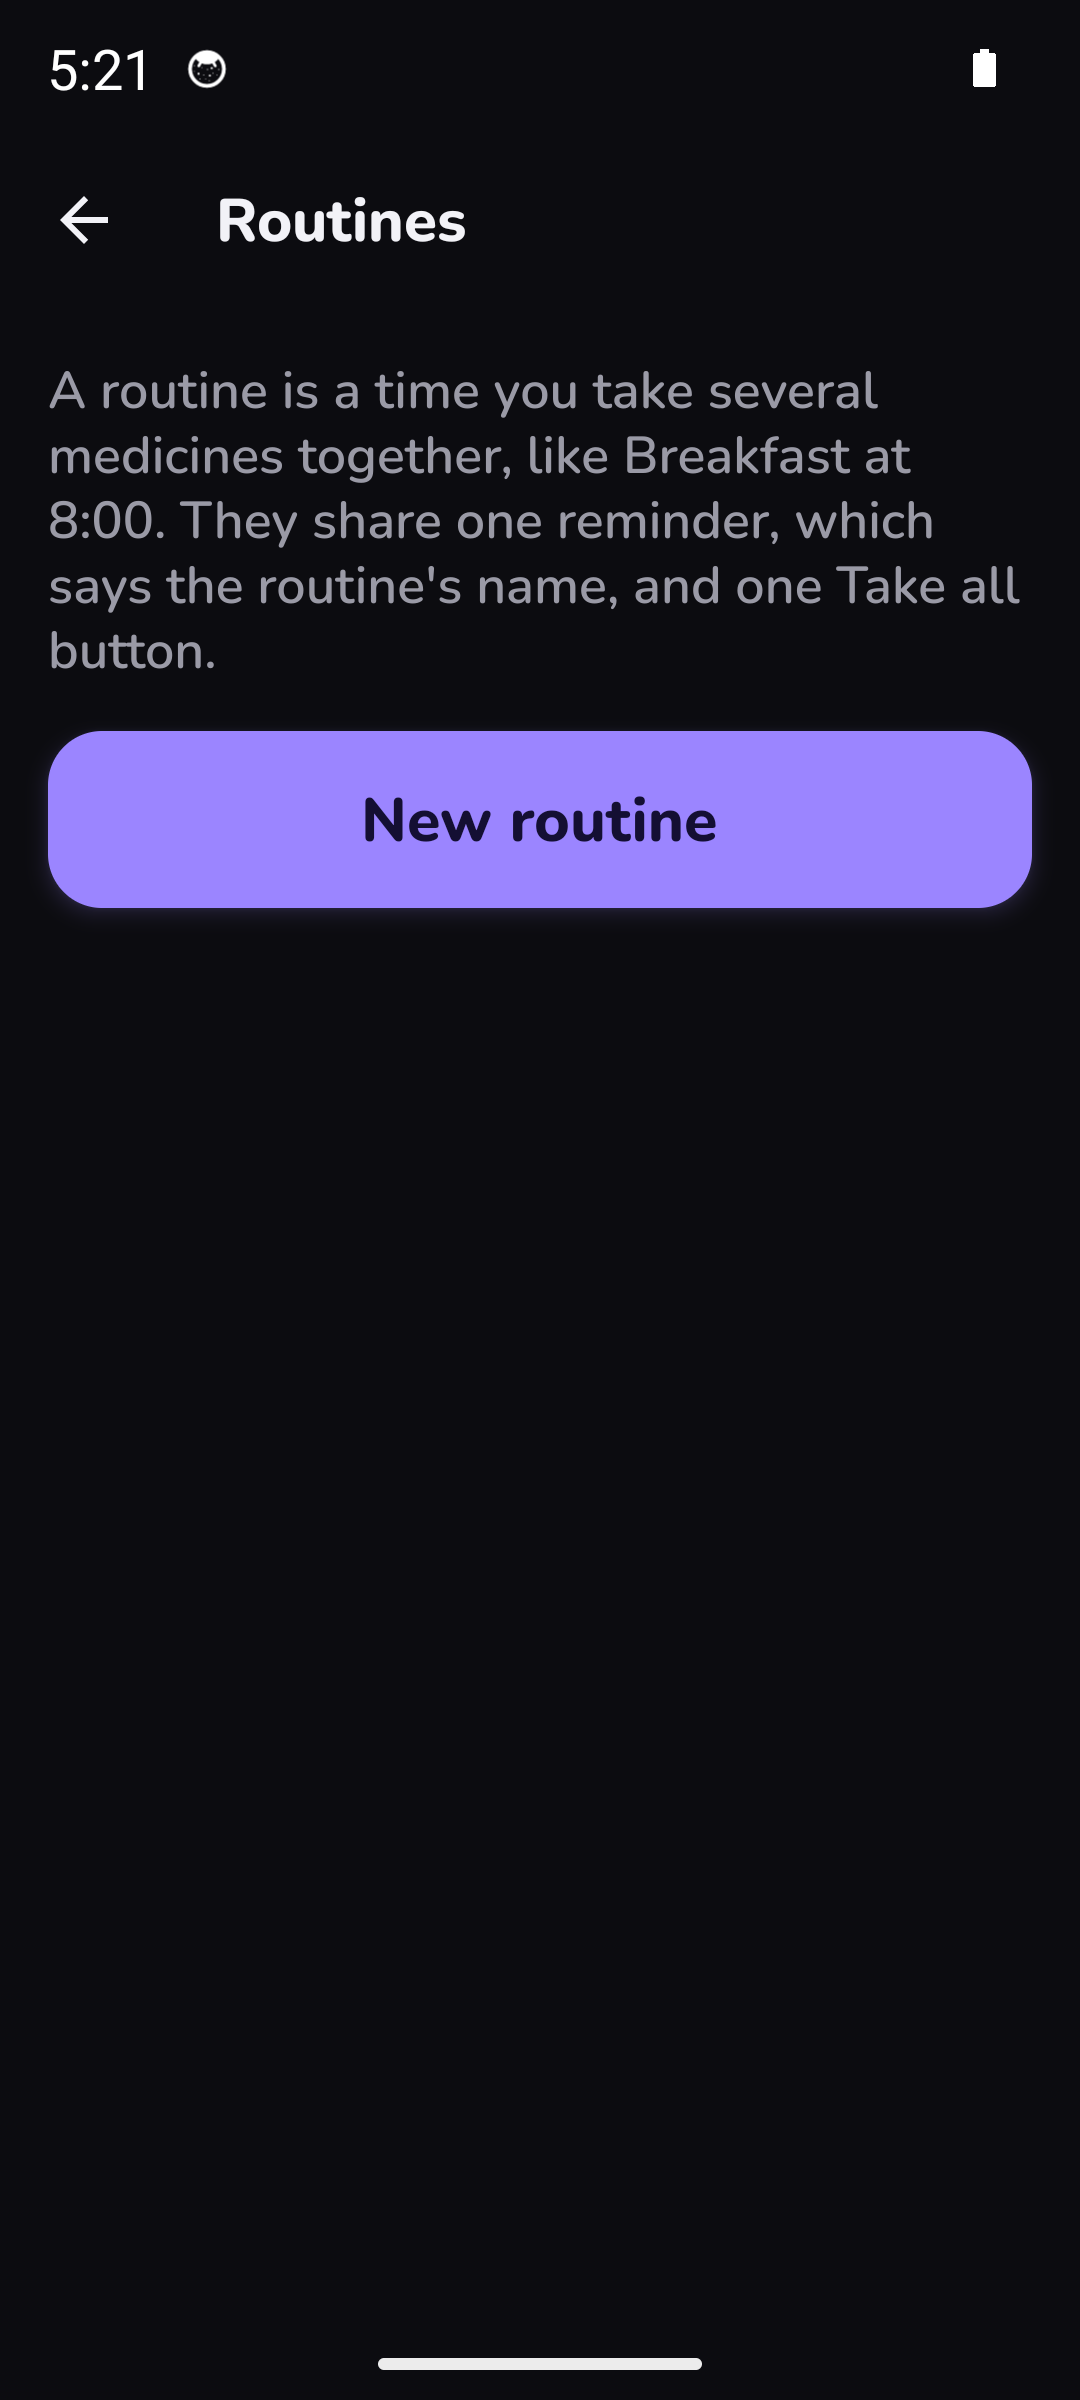 5:21
Routines
A routine is a time you take several
medicines together, like Breakfast at
8:00. They share one reminder, which
says the routine's name, and one Take all
button.
New routine